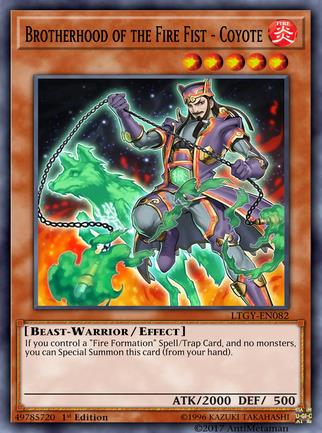 BROTHERHOOD OF THE FIRE FIST - COYOTE
FIRE
炎
LTGY-EN082
[BEAST-WARRIOR / EFFECT]
If you control a "Fire Formation" Spell/Trap Card, and no monsters,
you can Special Summon this card (from your hand).
ATK/2000 DEF/ 500
49785720 1st Edition ©1996 KAZUKI TAKAHASHI
©2017 AntiMetaman